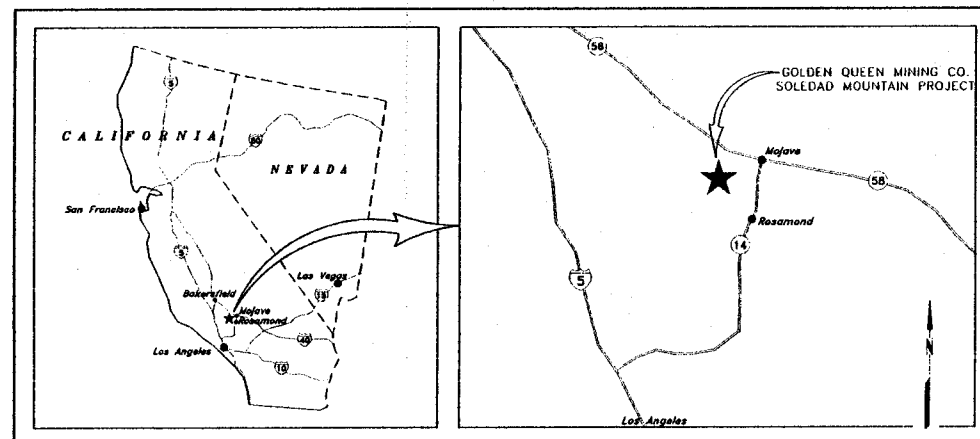 CALIFORNIA
NEVADA
5
80
San Francisco
5
Bakersfield
Mojave
Rosamond
Las Vegas
15
40
Los Angeles
10
58
GOLDEN QUEEN MINING CO.
SOLEDAD MOUNTAIN PROJECT
Mojave
58
Rosamond
14
5
Los Angeles
N